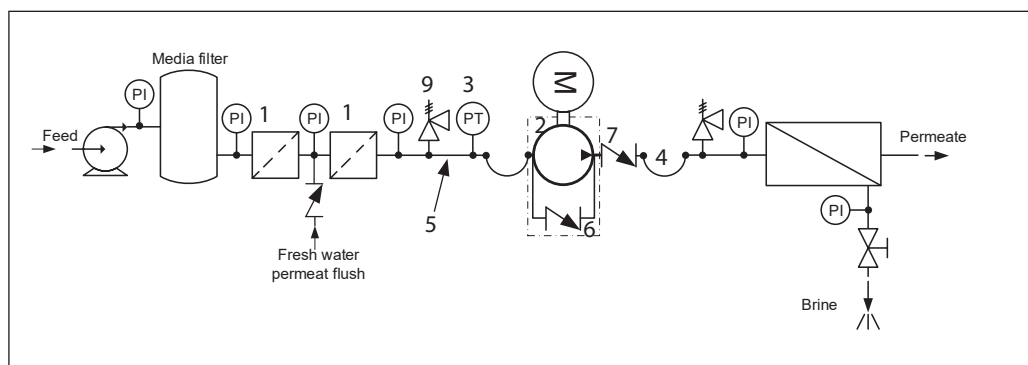 Media filter
PI
Feed
PI
1
PI
1
PI
9
3
PT
5
Fresh water
permeat flush
M
2
7
6
4
PI
Permeate
PI
Brine